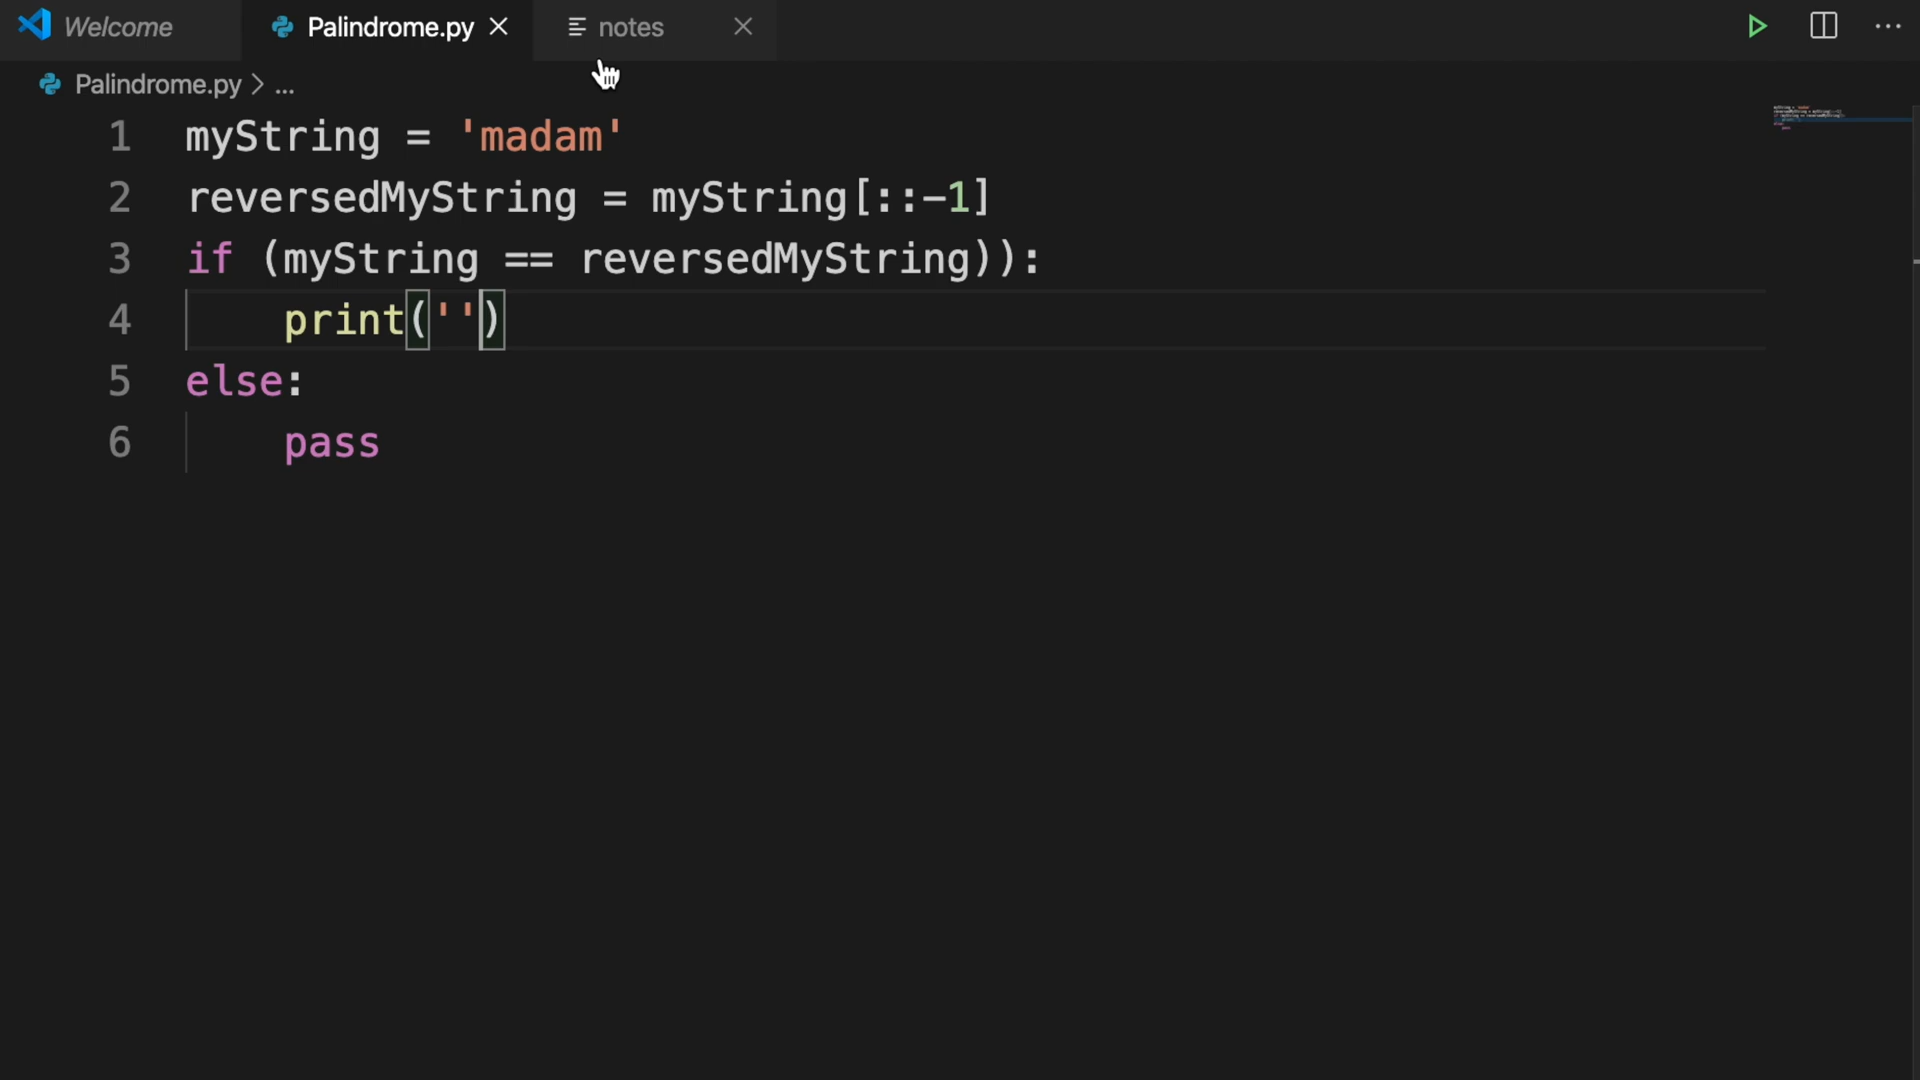 Welcome
Palindrome.py
notes
Palindrome.py > ...
1 myString = 'madam'
2 reversedMyString = myString[::-1]
3 if (myString == reversedMyString)):
4     print('')
5 else:
6     pass